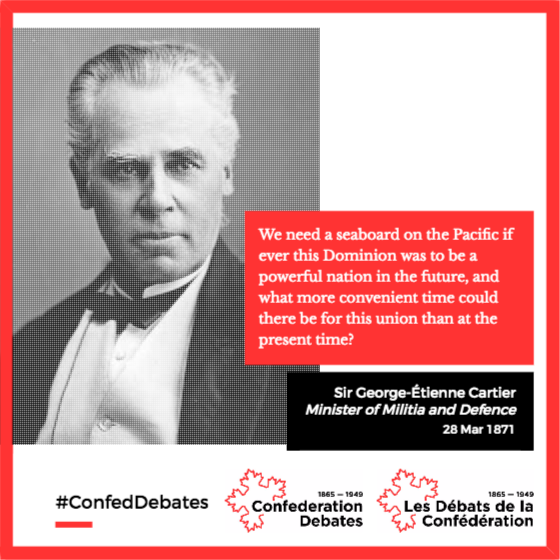 We need a seaboard on the Pacific if
ever this Dominion was to be a
powerful nation in the future, and
what more convenient time could
there be for this union than at the
present time?
Sir George-Étienne Cartier
Minister of Militia and Defence
28 Mar 1871
#ConfedDebates
1865 — 1949
Confederation
Debates
1865 — 1949
Les Débats de la
Confédération